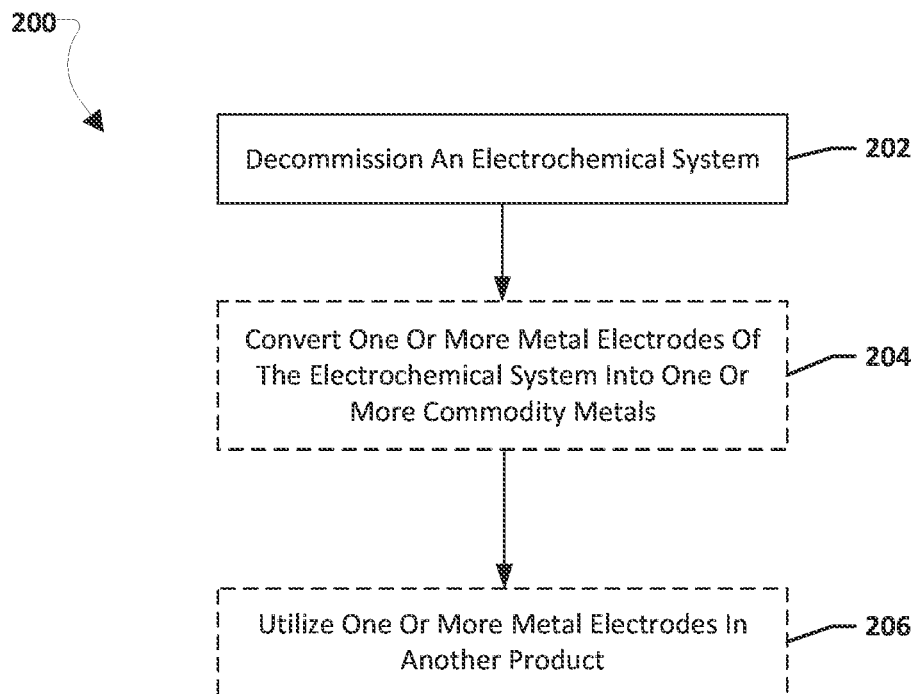 200
Decommission An Electrochemical System
202
Convert One Or More Metal Electrodes Of
The Electrochemical System Into One Or
More Commodity Metals
204
Utilize One Or More Metal Electrodes In
Another Product
206